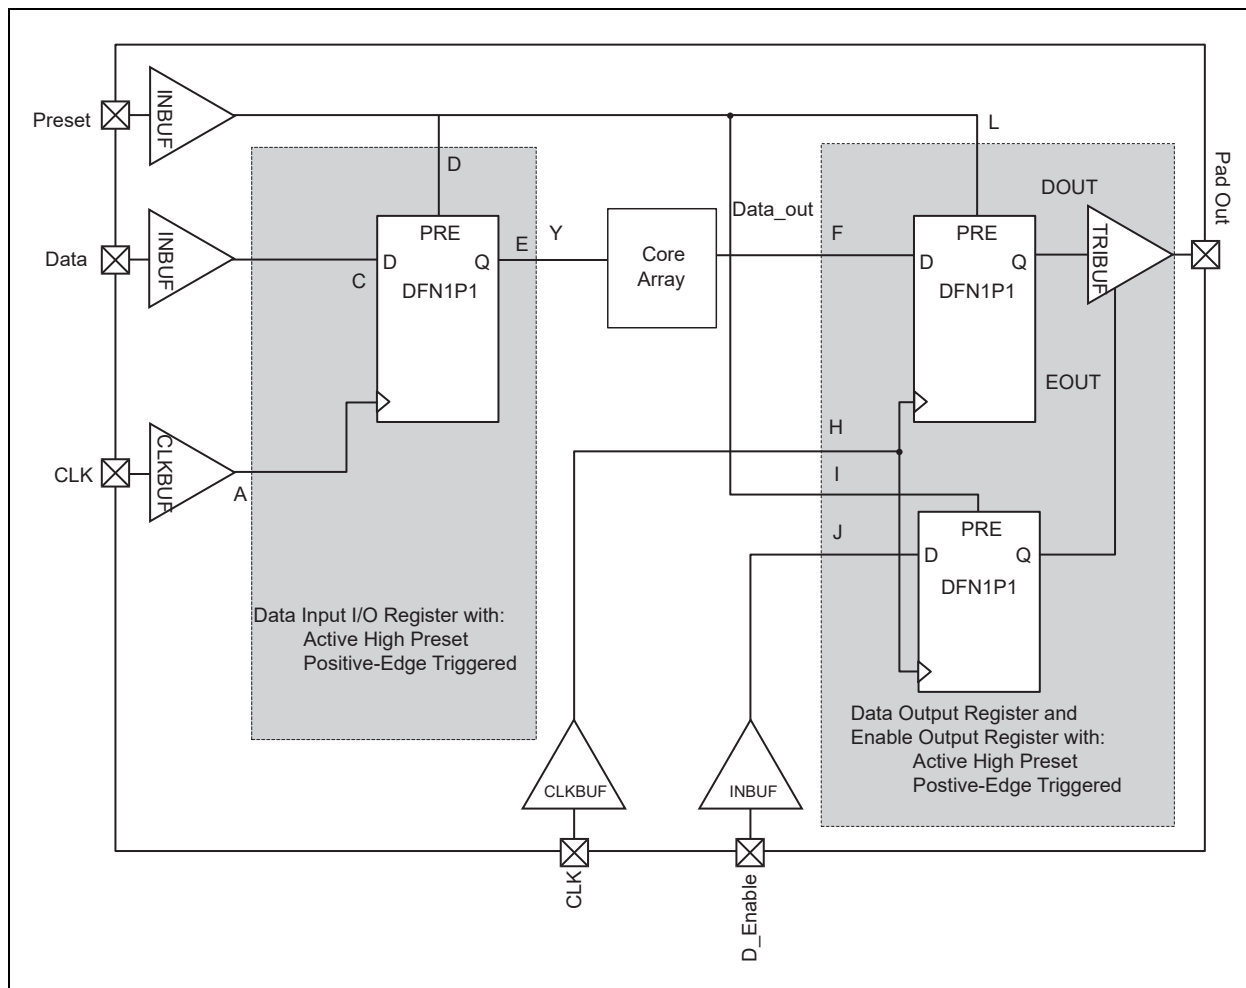 Preset
INBUF
D
L
Pad Out
Data
INBUF
C
PRE
D
Q
DFN1P1
E
Y
Core
Array
Data_out
F
PRE
D
Q
DFN1P1
DOUT
TRIBUF
EOUT
CLK
CLKBUF
A
H
I
J
PRE
D
Q
DFN1P1
Data Input I/O Register with:
Active High Preset
Positive-Edge Triggered
Data Output Register and
Enable Output Register with:
Active High Preset
Postive-Edge Triggered
CLKBUF
INBUF
CLK
D_Enable